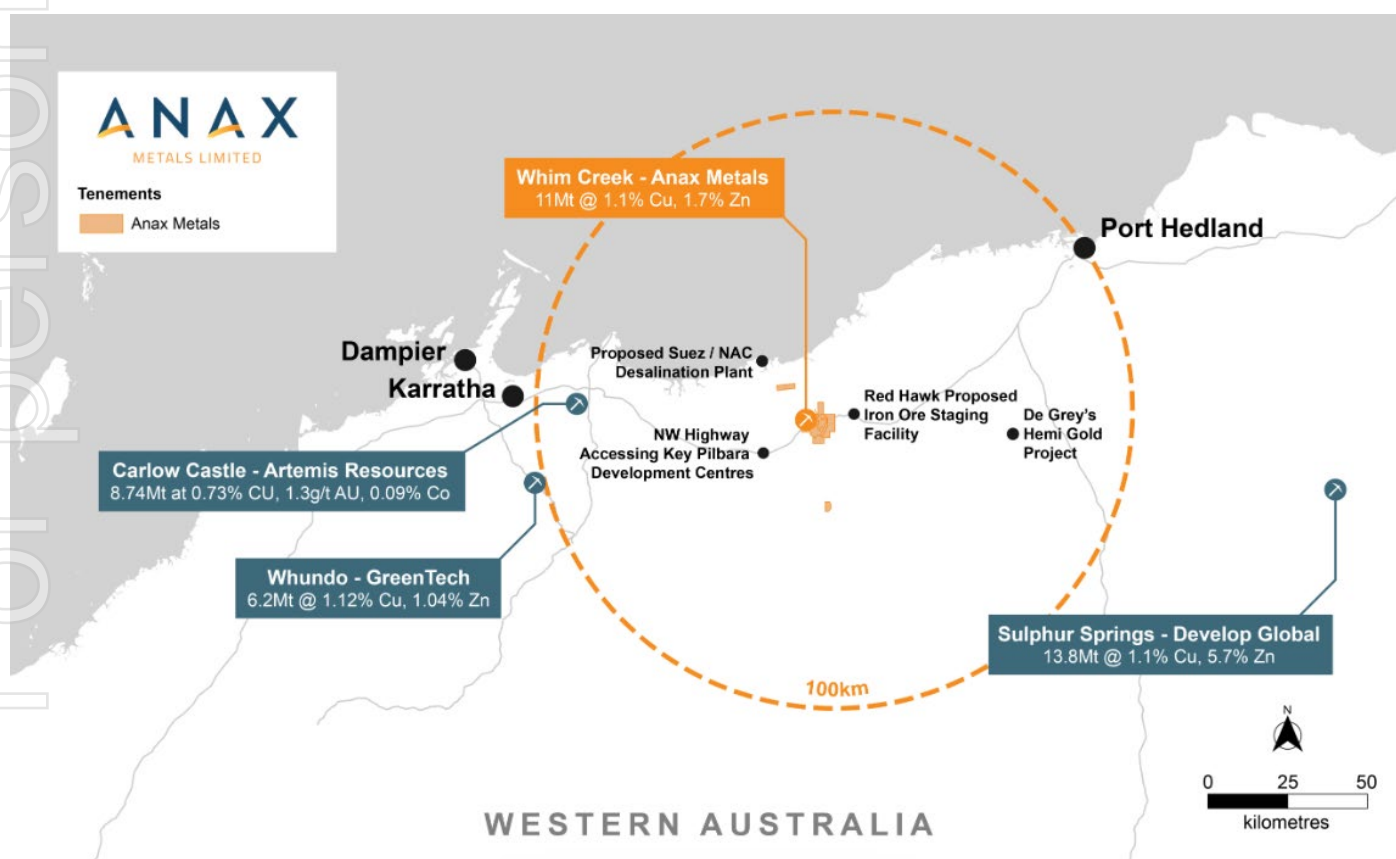 ANAX
METALS LIMITED
Tenements
Anax Metals
Whim Creek - Anax Metals
11Mt @ 1.1% Cu, 1.7% Zn
Port Hedland
Dampier
Karratha
Proposed Suez / NAC
Desalination Plant
Red Hawk Proposed
Iron Ore Staging
Facility
De Grey's
Hemi Gold
Project
NW Highway
Accessing Key Pilbara
Development Centres
Carlow Castle - Artemis Resources
8.74Mt at 0.73% CU, 1.3g/t AU, 0.09% Co
Whundo - GreenTech
6.2Mt @ 1.12% Cu, 1.04% Zn
Sulphur Springs - Develop Global
13.8Mt @ 1.1% Cu, 5.7% Zn
100km
N
0 25 50
kilometres
WESTERN AUSTRALIA